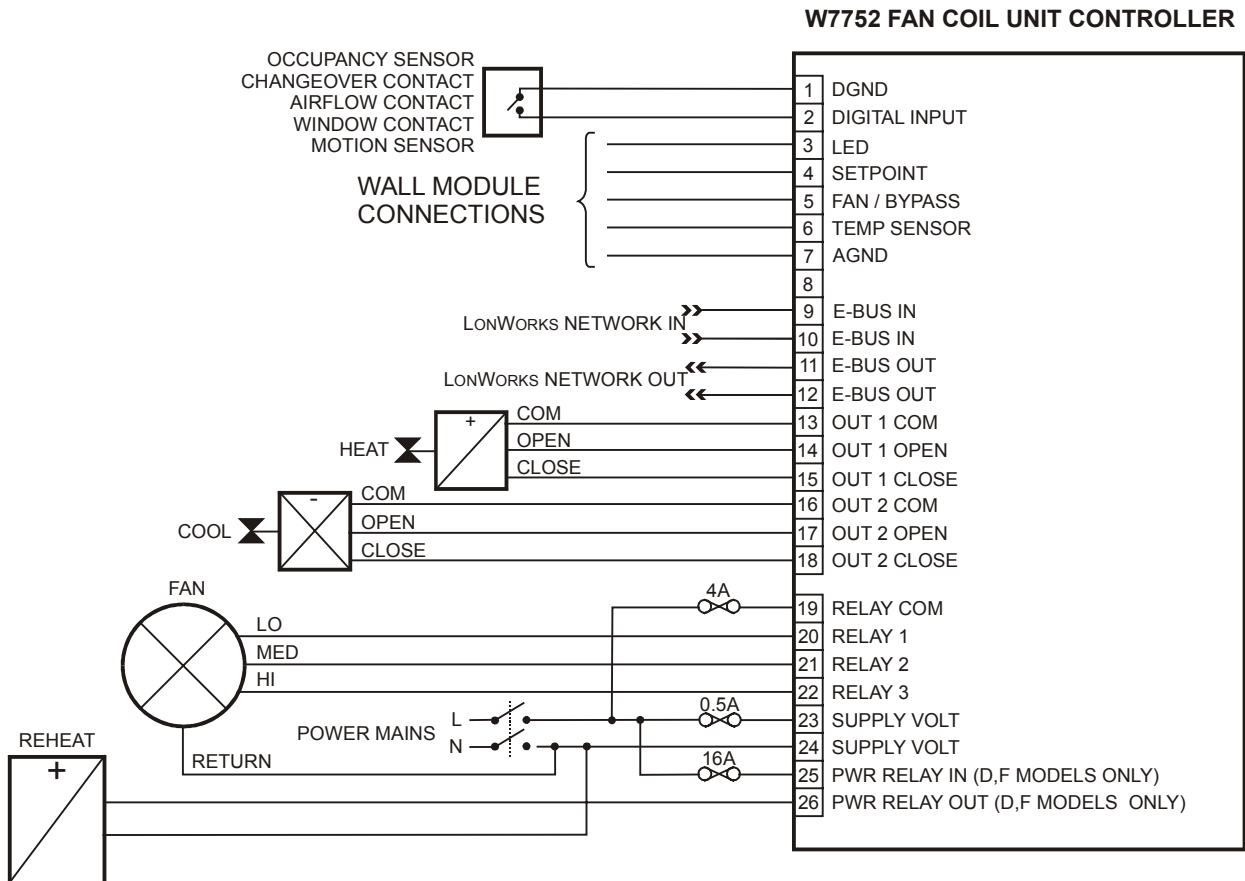 W7752 FAN COIL UNIT CONTROLLER
OCCUPANCY SENSOR
CHANGEOVER CONTACT
AIRFLOW CONTACT
WINDOW CONTACT
MOTION SENSOR
WALL MODULE
CONNECTIONS
1 DGND
2 DIGITAL INPUT
3 LED
4 SETPOINT
5 FAN / BYPASS
6 TEMP SENSOR
7 AGND
8
LONWORKS NETWORK IN
9 E-BUS IN
10 E-BUS IN
LONWORKS NETWORK OUT
11 E-BUS OUT
12 E-BUS OUT
HEAT
+
COM
13 OUT 1 COM
OPEN
14 OUT 1 OPEN
CLOSE
15 OUT 1 CLOSE
COOL
-
COM
16 OUT 2 COM
OPEN
17 OUT 2 OPEN
CLOSE
18 OUT 2 CLOSE
FAN
4A
19 RELAY COM
LO
20 RELAY 1
MED
21 RELAY 2
HI
22 RELAY 3
POWER MAINS
L
0.5A
23 SUPPLY VOLT
N
24 SUPPLY VOLT
RETURN
16A
25 PWR RELAY IN (D,F MODELS ONLY)
REHEAT
+
26 PWR RELAY OUT (D,F MODELS ONLY)